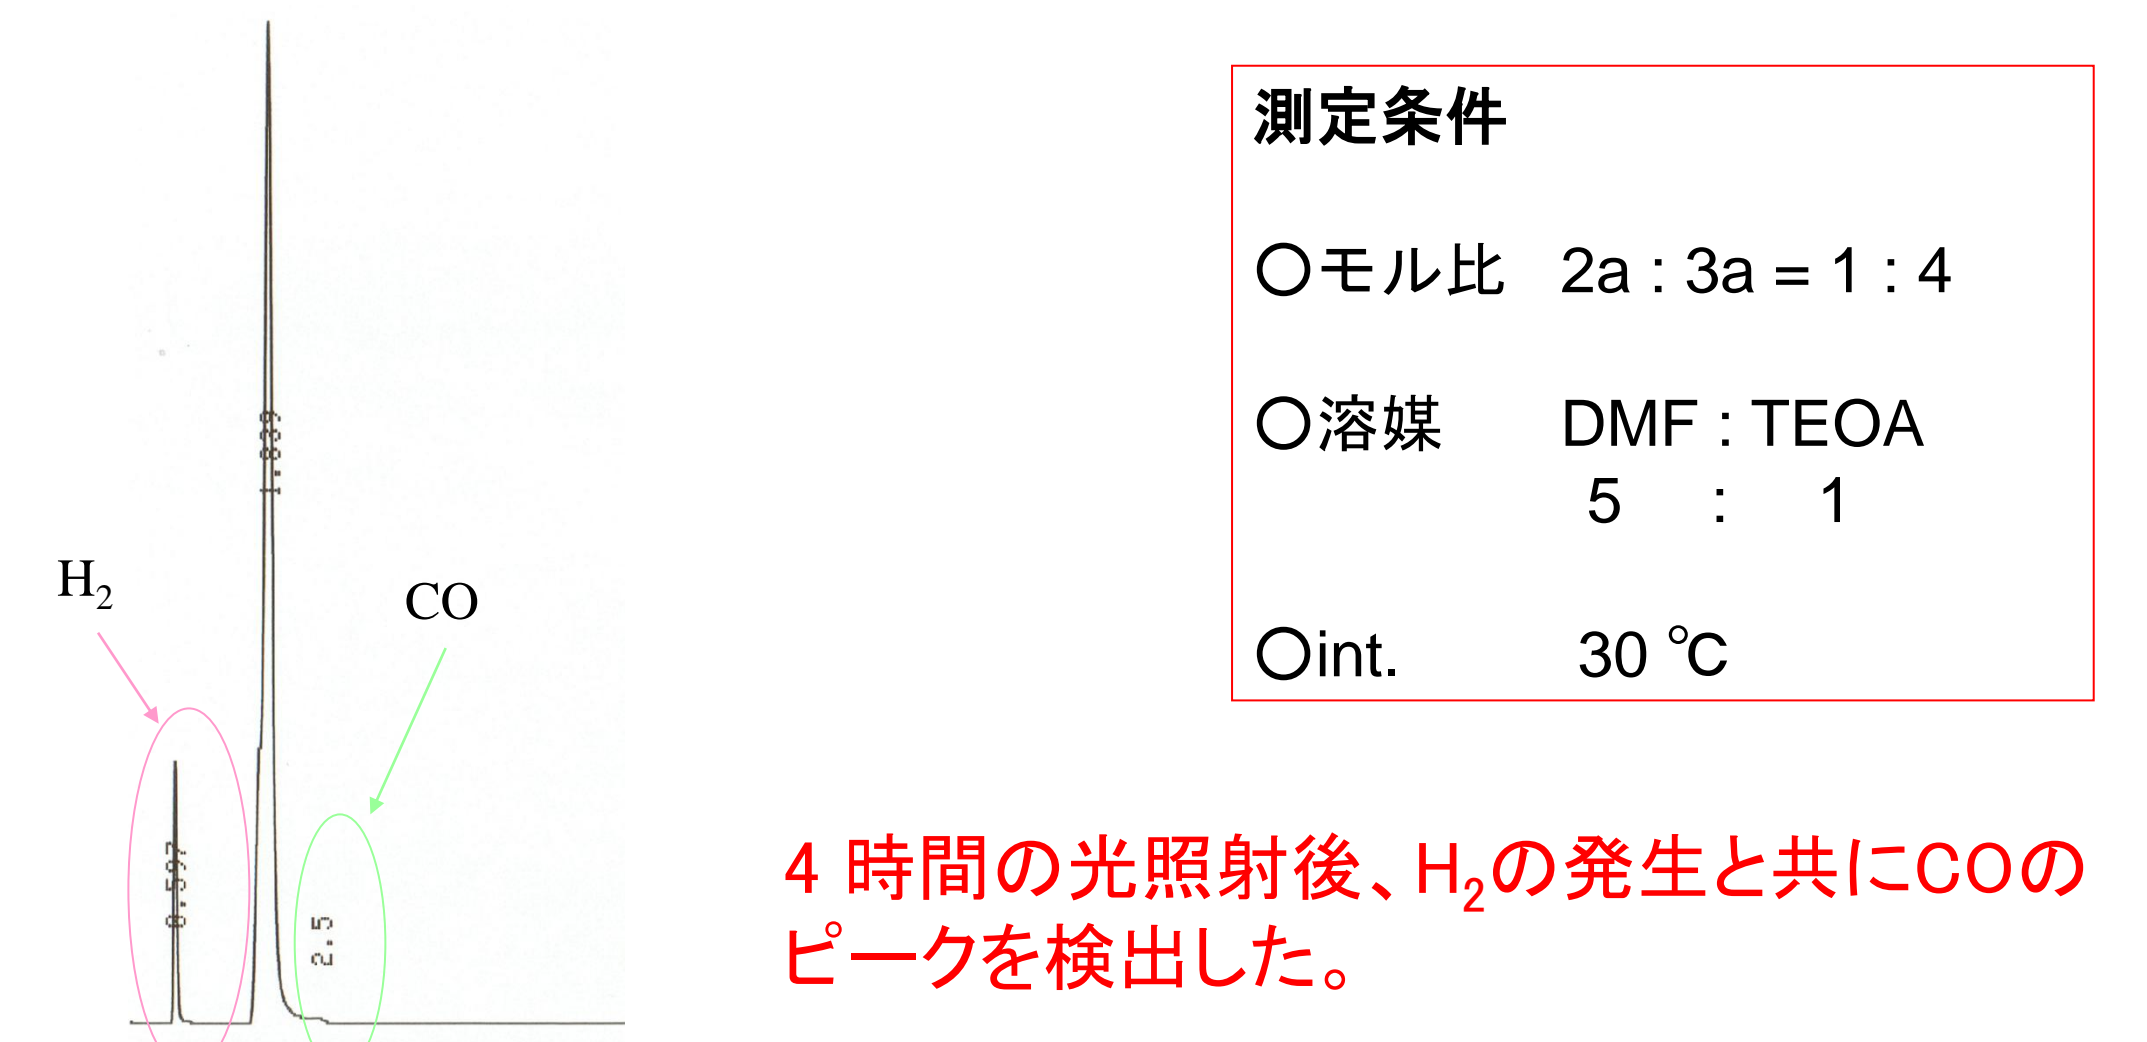 測定条件
〇モル比 2a : 3a = 1 : 4
〇溶媒 DMF : TEOA
5 : 1
〇int. 30 ℃
H₂
CO
1.839
0.597
2.5
4 時間の光照射後、H₂の発生と共にCOの
ピークを検出した。